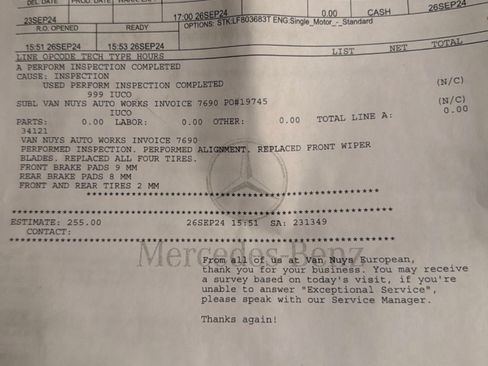 DEL. DATE PROD. DATE
23SEP24 17:00 26SEP24 0.00 CASH 26SEP24
R.O. OPENED READY OPTIONS: STK:LF803683T ENG:Single_Motor_-_Standard
15:51 26SEP24 15:53 26SEP24
LINE OPCODE TECH TYPE HOURS LIST NET TOTAL
A PERFORM INSPECTION COMPLETED
CAUSE: INSPECTION
USED PERFORM INSPECTION COMPLETED
999 IUCO (N/C)
SUBL VAN NUYS AUTO WORKS INVOICE 7690 PO#19745
IUCO (N/C)
PARTS: 0.00 LABOR: 0.00 OTHER: 0.00 TOTAL LINE A: 0.00
34121
VAN NUYS AUTO WORKS INVOICE 7690
PERFORMED INSPECTION. PERFORMED ALIGNMENT. REPLACED FRONT WIPER
BLADES. REPLACED ALL FOUR TIRES.
FRONT BRAKE PADS 9 MM
REAR BRAKE PADS 8 MM
FRONT AND REAR TIRES 2 MM
****************************************************
******************************************************************
ESTIMATE: 255.00 26SEP24 15:51 SA: 231349
CONTACT:
******************************************************************
Mercedes-Benz
From all of us at Van Nuys European,
thank you for your business. You may receive
a survey based on today's visit, if you're
unable to answer "Exceptional Service",
please speak with our Service Manager.
Thanks again!